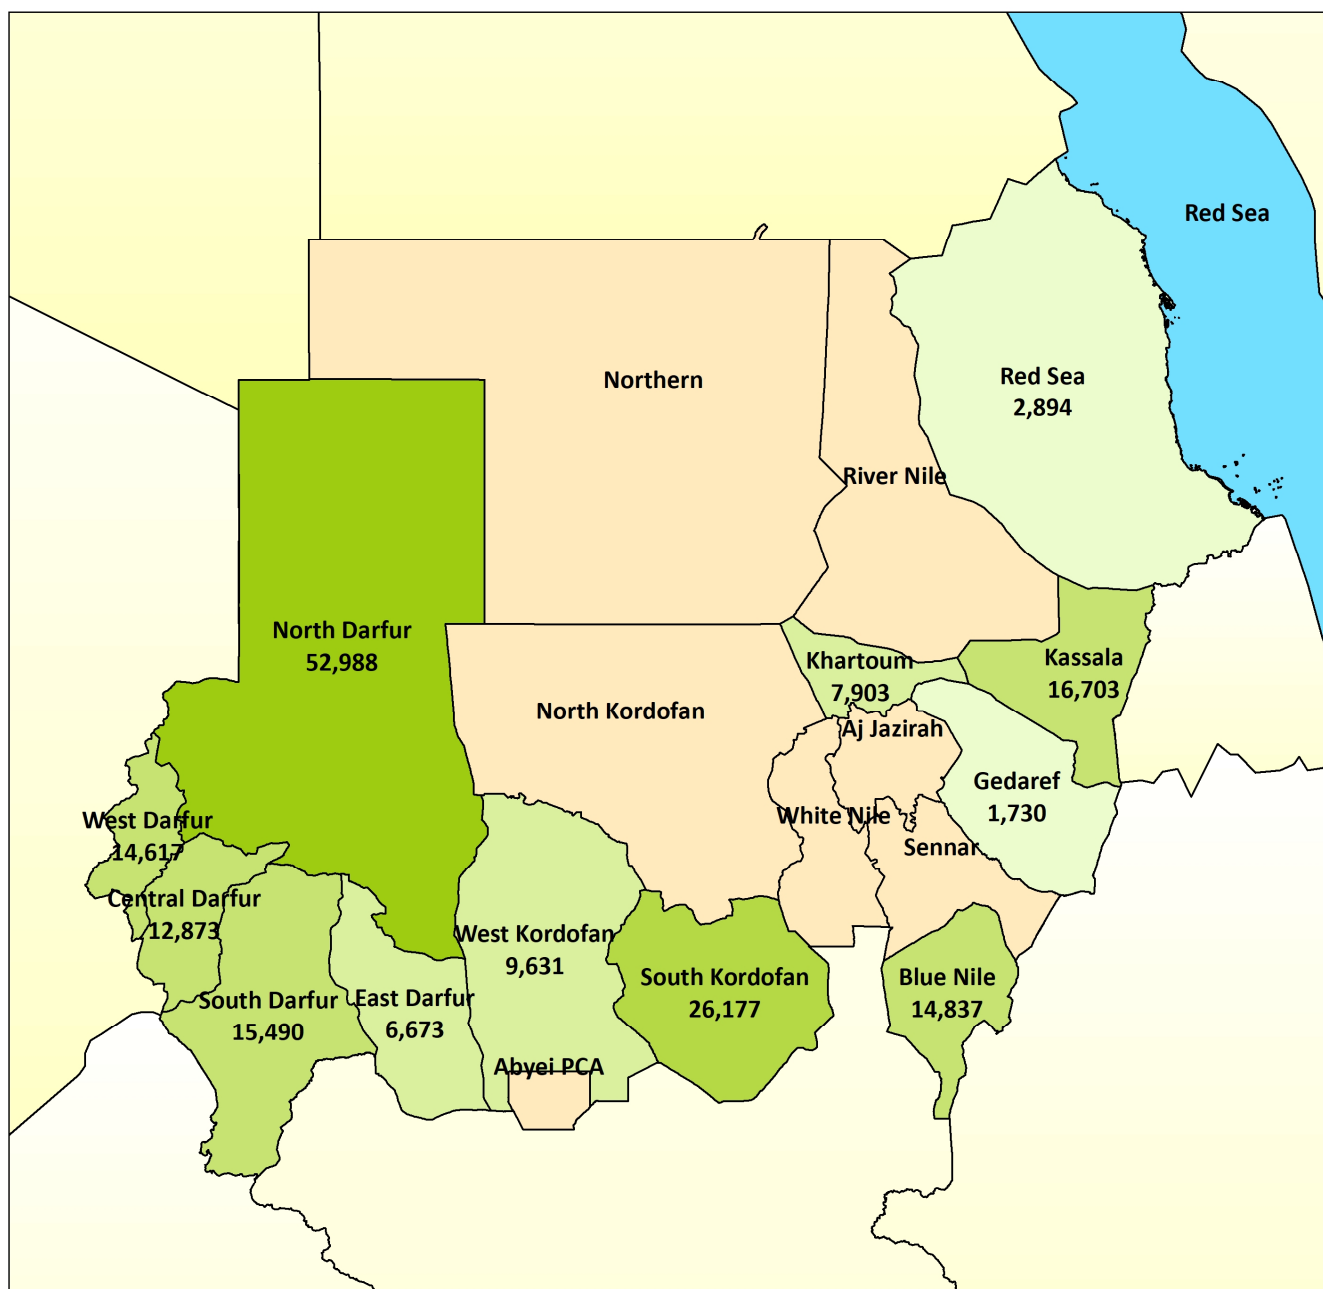 Red Sea
Northern
Red Sea
2,894
River Nile
North Darfur
52,988
Khartoum
7,903
Kassala
16,703
North Kordofan
Aj Jazirah
Gedaref
1,730
White Nile
West Darfur
14,617
Sennar
Central Darfur
12,873
West Kordofan
9,631
South Kordofan
26,177
Blue Nile
14,837
South Darfur
15,490
East Darfur
6,673
Abyei PCA